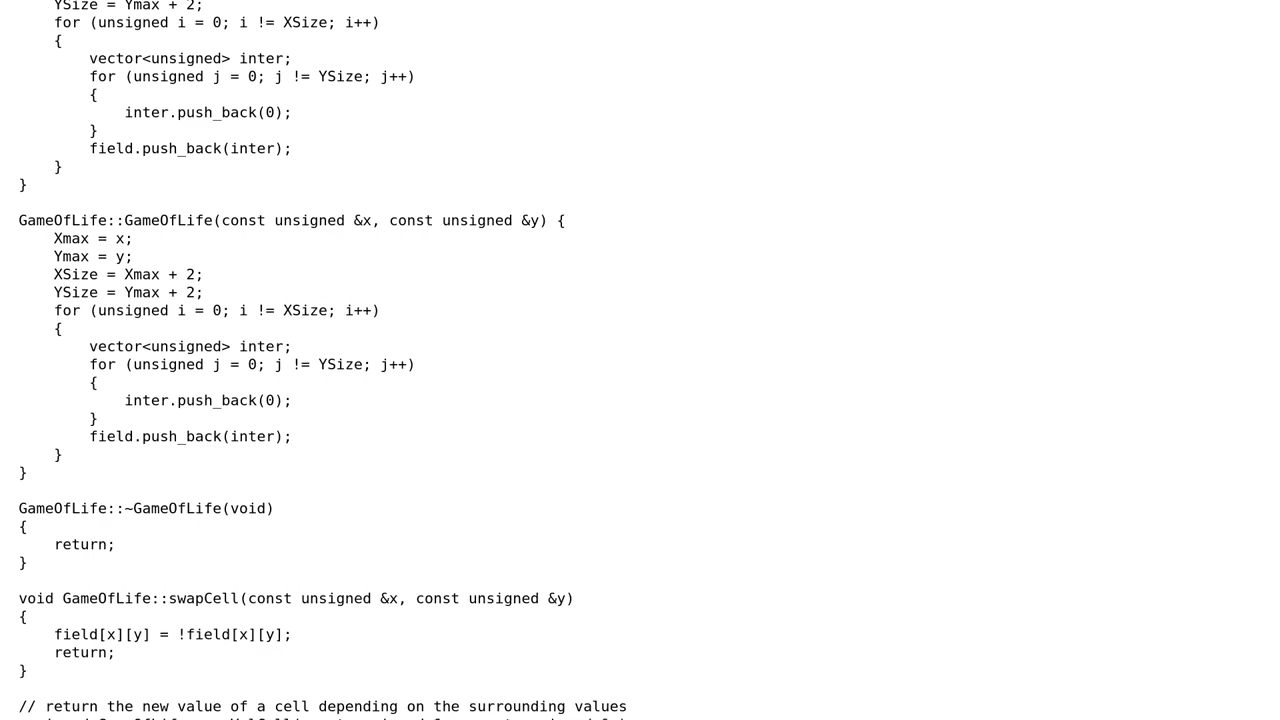 YSize = Ymax + 2;
    for (unsigned i = 0; i != XSize; i++)
    {
        vector<unsigned> inter;
        for (unsigned j = 0; j != YSize; j++)
        {
            inter.push_back(0);
        }
        field.push_back(inter);
    }
}

GameOfLife::GameOfLife(const unsigned &x, const unsigned &y) {
    Xmax = x;
    Ymax = y;
    XSize = Xmax + 2;
    YSize = Ymax + 2;
    for (unsigned i = 0; i != XSize; i++)
    {
        vector<unsigned> inter;
        for (unsigned j = 0; j != YSize; j++)
        {
            inter.push_back(0);
        }
        field.push_back(inter);
    }
}

GameOfLife::~GameOfLife(void)
{
    return;
}

void GameOfLife::swapCell(const unsigned &x, const unsigned &y)
{
    field[x][y] = !field[x][y];
    return;
}

// return the new value of a cell depending on the surrounding values